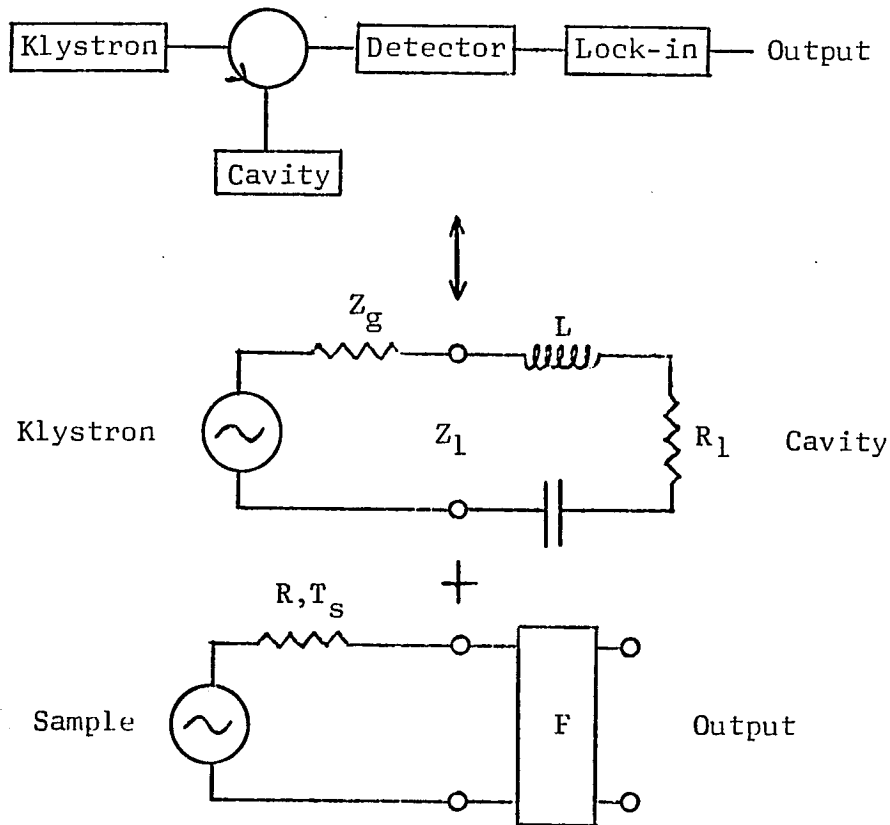 Klystron Detector Lock-in Output
Cavity
Z_g L
Klystron Z_l R_l Cavity
R,T_s
Sample F Output